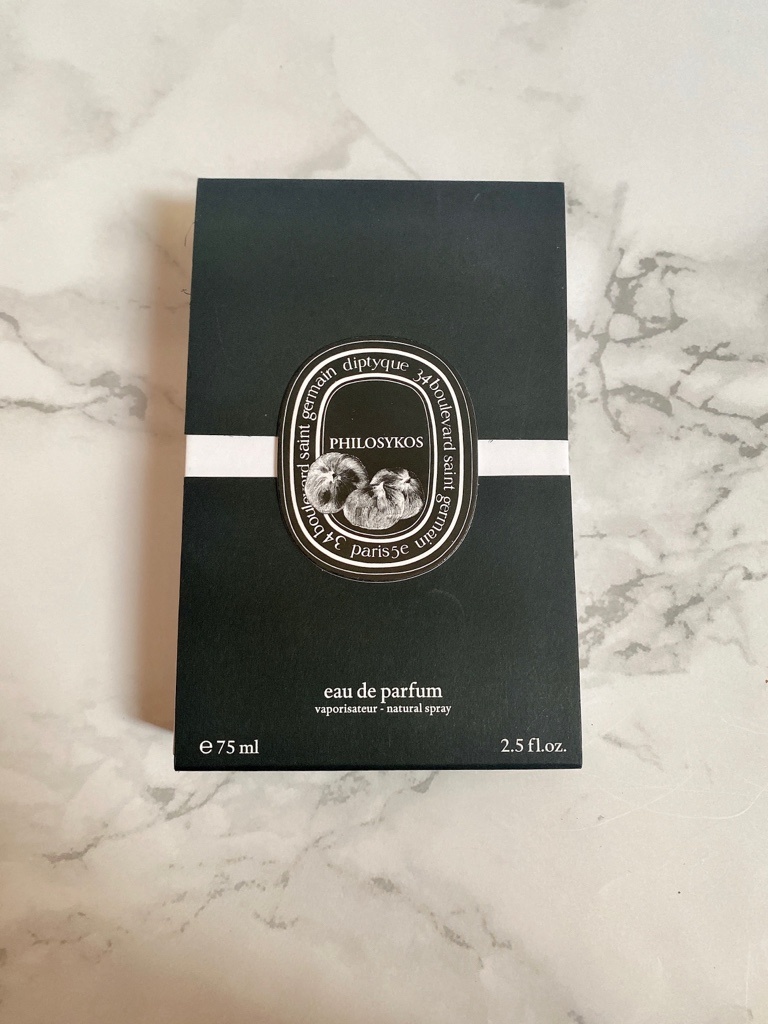 diptyque 34 boulevard saint germain paris 5e 34 boulevard saint germain
PHILOSYKOS
eau de parfum
vaporisateur - natural spray
e 75 ml
2.5 fl.oz.